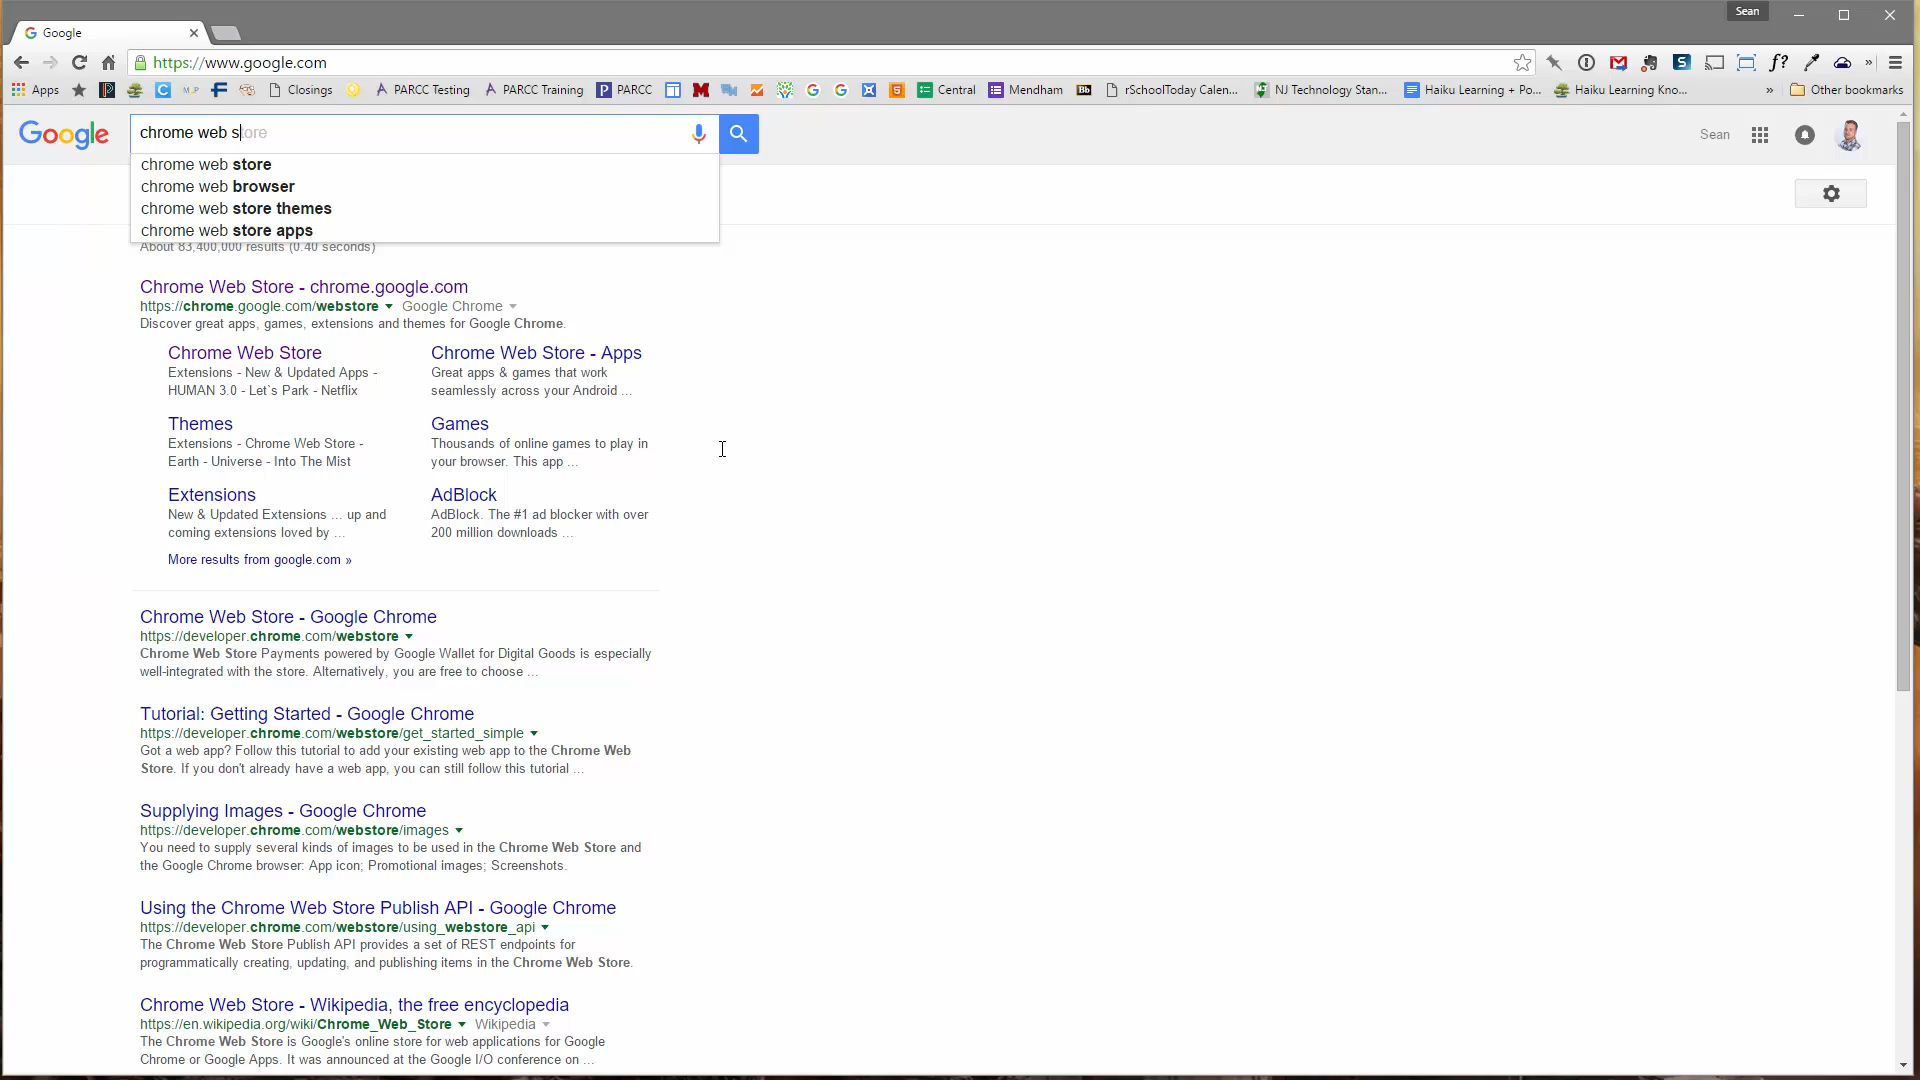 Sean
Google
https://www.google.com
Apps
Closings
PARCC Testing
PARCC Training
PARCC
Central
Mendham
Bb
rSchoolToday Calen...
NJ Technology Stan...
Haiku Learning + Po...
Haiku Learning Kno...
Other bookmarks
Google
chrome web store
Sean
chrome web store
chrome web browser
chrome web store themes
chrome web store apps
About 83,400,000 results (0.40 seconds)
Chrome Web Store - chrome.google.com
https://chrome.google.com/webstore Google Chrome
Discover great apps, games, extensions and themes for Google Chrome.
Chrome Web Store
Extensions - New & Updated Apps -
HUMAN 3.0 - Let`s Park - Netflix
Chrome Web Store - Apps
Great apps & games that work
seamlessly across your Android ...
Themes
Extensions - Chrome Web Store -
Earth - Universe - Into The Mist
Games
Thousands of online games to play in
your browser. This app ...
Extensions
New & Updated Extensions ... up and
coming extensions loved by ...
AdBlock
AdBlock. The #1 ad blocker with over
200 million downloads ...
More results from google.com »
Chrome Web Store - Google Chrome
https://developer.chrome.com/webstore
Chrome Web Store Payments powered by Google Wallet for Digital Goods is especially
well-integrated with the store. Alternatively, you are free to choose ...
Tutorial: Getting Started - Google Chrome
https://developer.chrome.com/webstore/get_started_simple
Got a web app? Follow this tutorial to add your existing web app to the Chrome Web
Store. If you don't already have a web app, you can still follow this tutorial ...
Supplying Images - Google Chrome
https://developer.chrome.com/webstore/images
You need to supply several kinds of images to be used in the Chrome Web Store and
the Google Chrome browser: App icon; Promotional images; Screenshots.
Using the Chrome Web Store Publish API - Google Chrome
https://developer.chrome.com/webstore/using_webstore_api
The Chrome Web Store Publish API provides a set of REST endpoints for
programmatically creating, updating, and publishing items in the Chrome Web Store.
Chrome Web Store - Wikipedia, the free encyclopedia
https://en.wikipedia.org/wiki/Chrome_Web_Store Wikipedia
The Chrome Web Store is Google's online store for web applications for Google
Chrome or Google Apps. It was announced at the Google I/O conference on ...